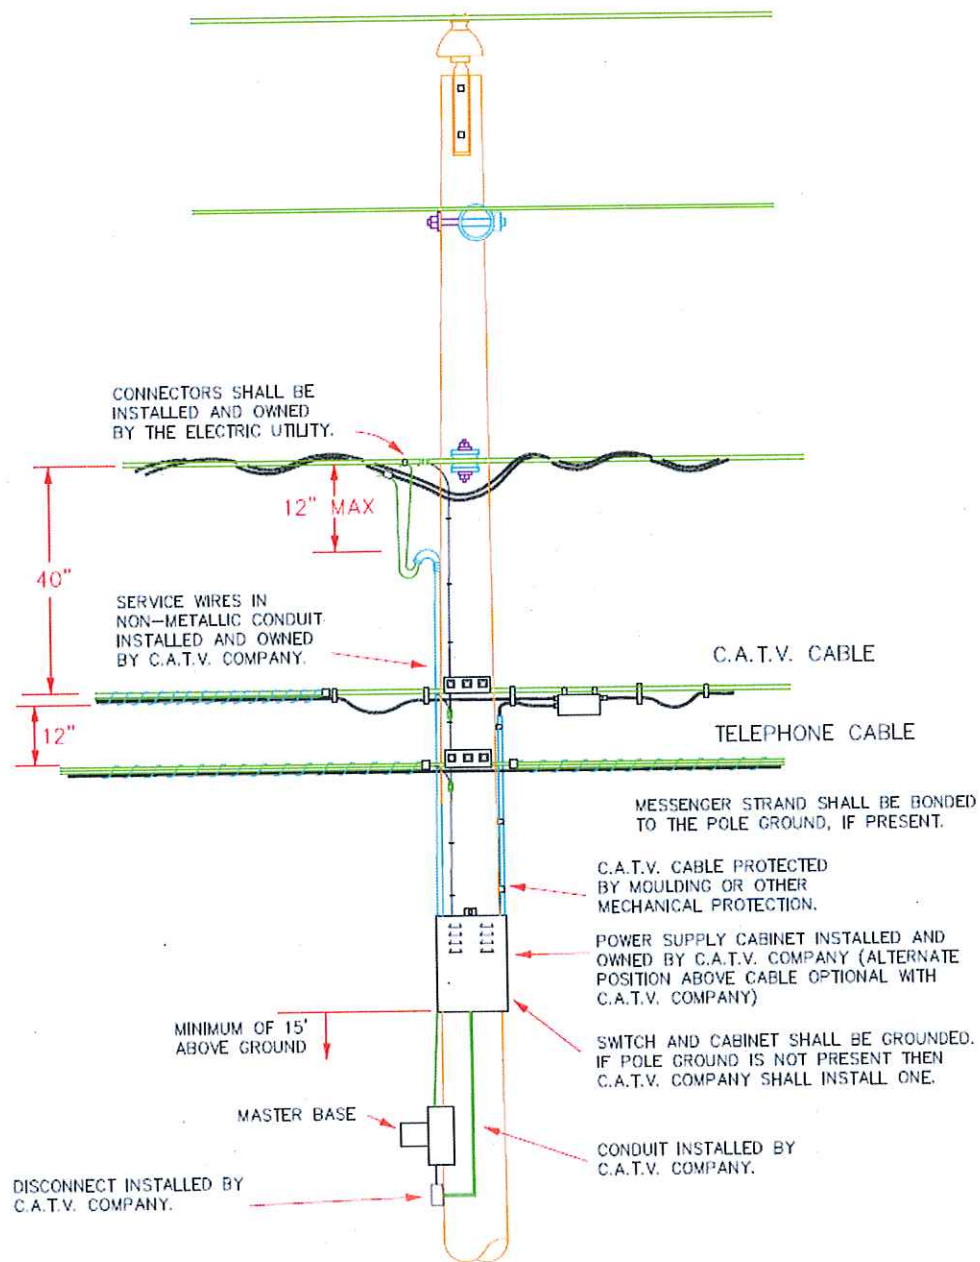 CONNECTORS SHALL BE
INSTALLED AND OWNED
BY THE ELECTRIC UTILITY.
12" MAX
40"
SERVICE WIRES IN
NON-METALLIC CONDUIT
INSTALLED AND OWNED
BY C.A.T.V. COMPANY.
C.A.T.V. CABLE
12"
TELEPHONE CABLE
MESSENGER STRAND SHALL BE BONDED
TO THE POLE GROUND, IF PRESENT.
C.A.T.V. CABLE PROTECTED
BY MOULDING OR OTHER
MECHANICAL PROTECTION.
POWER SUPPLY CABINET INSTALLED AND
OWNED BY C.A.T.V. COMPANY (ALTERNATE
POSITION ABOVE CABLE OPTIONAL WITH
C.A.T.V. COMPANY)
MINIMUM OF 15'
ABOVE GROUND
SWITCH AND CABINET SHALL BE GROUNDED.
IF POLE GROUND IS NOT PRESENT THEN
C.A.T.V. COMPANY SHALL INSTALL ONE.
MASTER BASE
CONDUIT INSTALLED BY
C.A.T.V. COMPANY.
DISCONNECT INSTALLED BY
C.A.T.V. COMPANY.